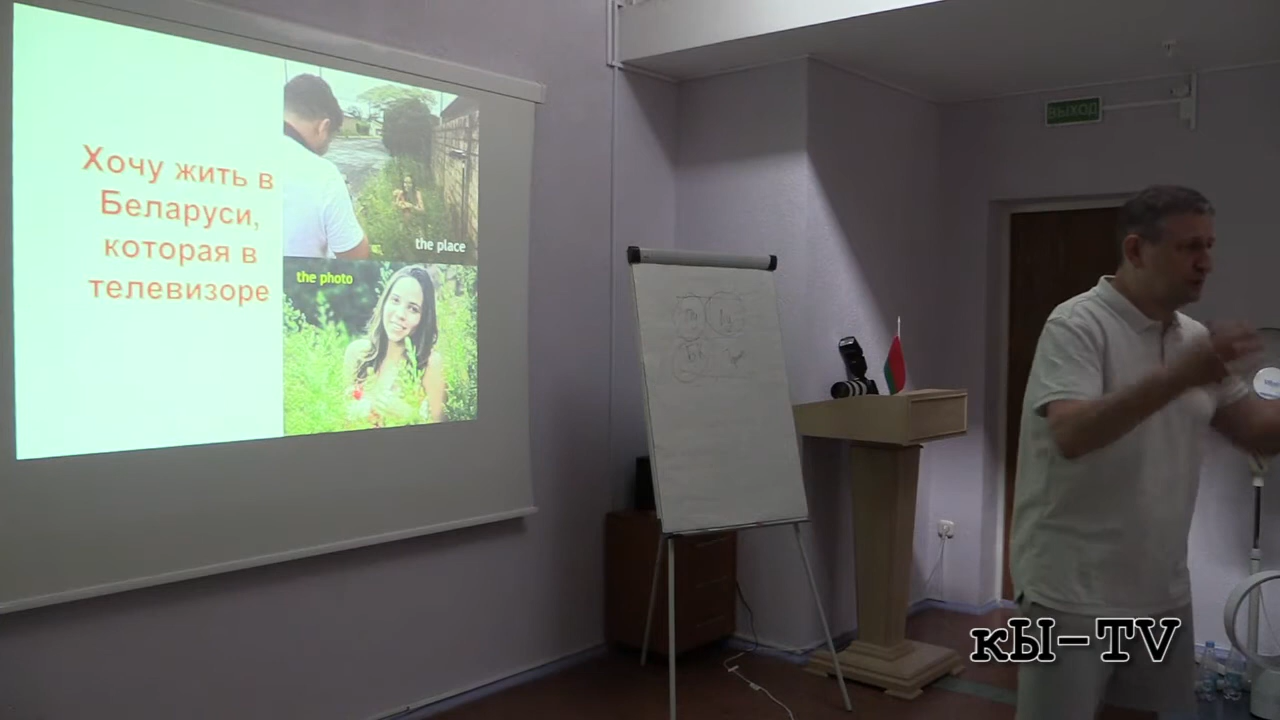 Хочу жить в
Беларуси,
которая в
телевизоре
the place
the photo
ВЫХОД
кЫ-TV